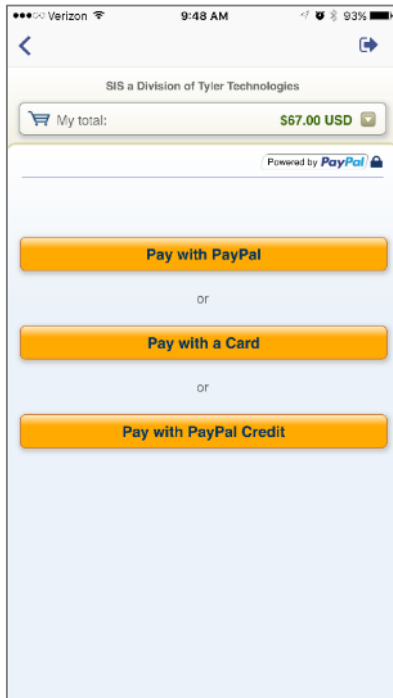 Verizon 9:48 AM 93%
SIS a Division of Tyler Technologies
My total: $67.00 USD
Powered by PayPal
Pay with PayPal
or
Pay with a Card
or
Pay with PayPal Credit